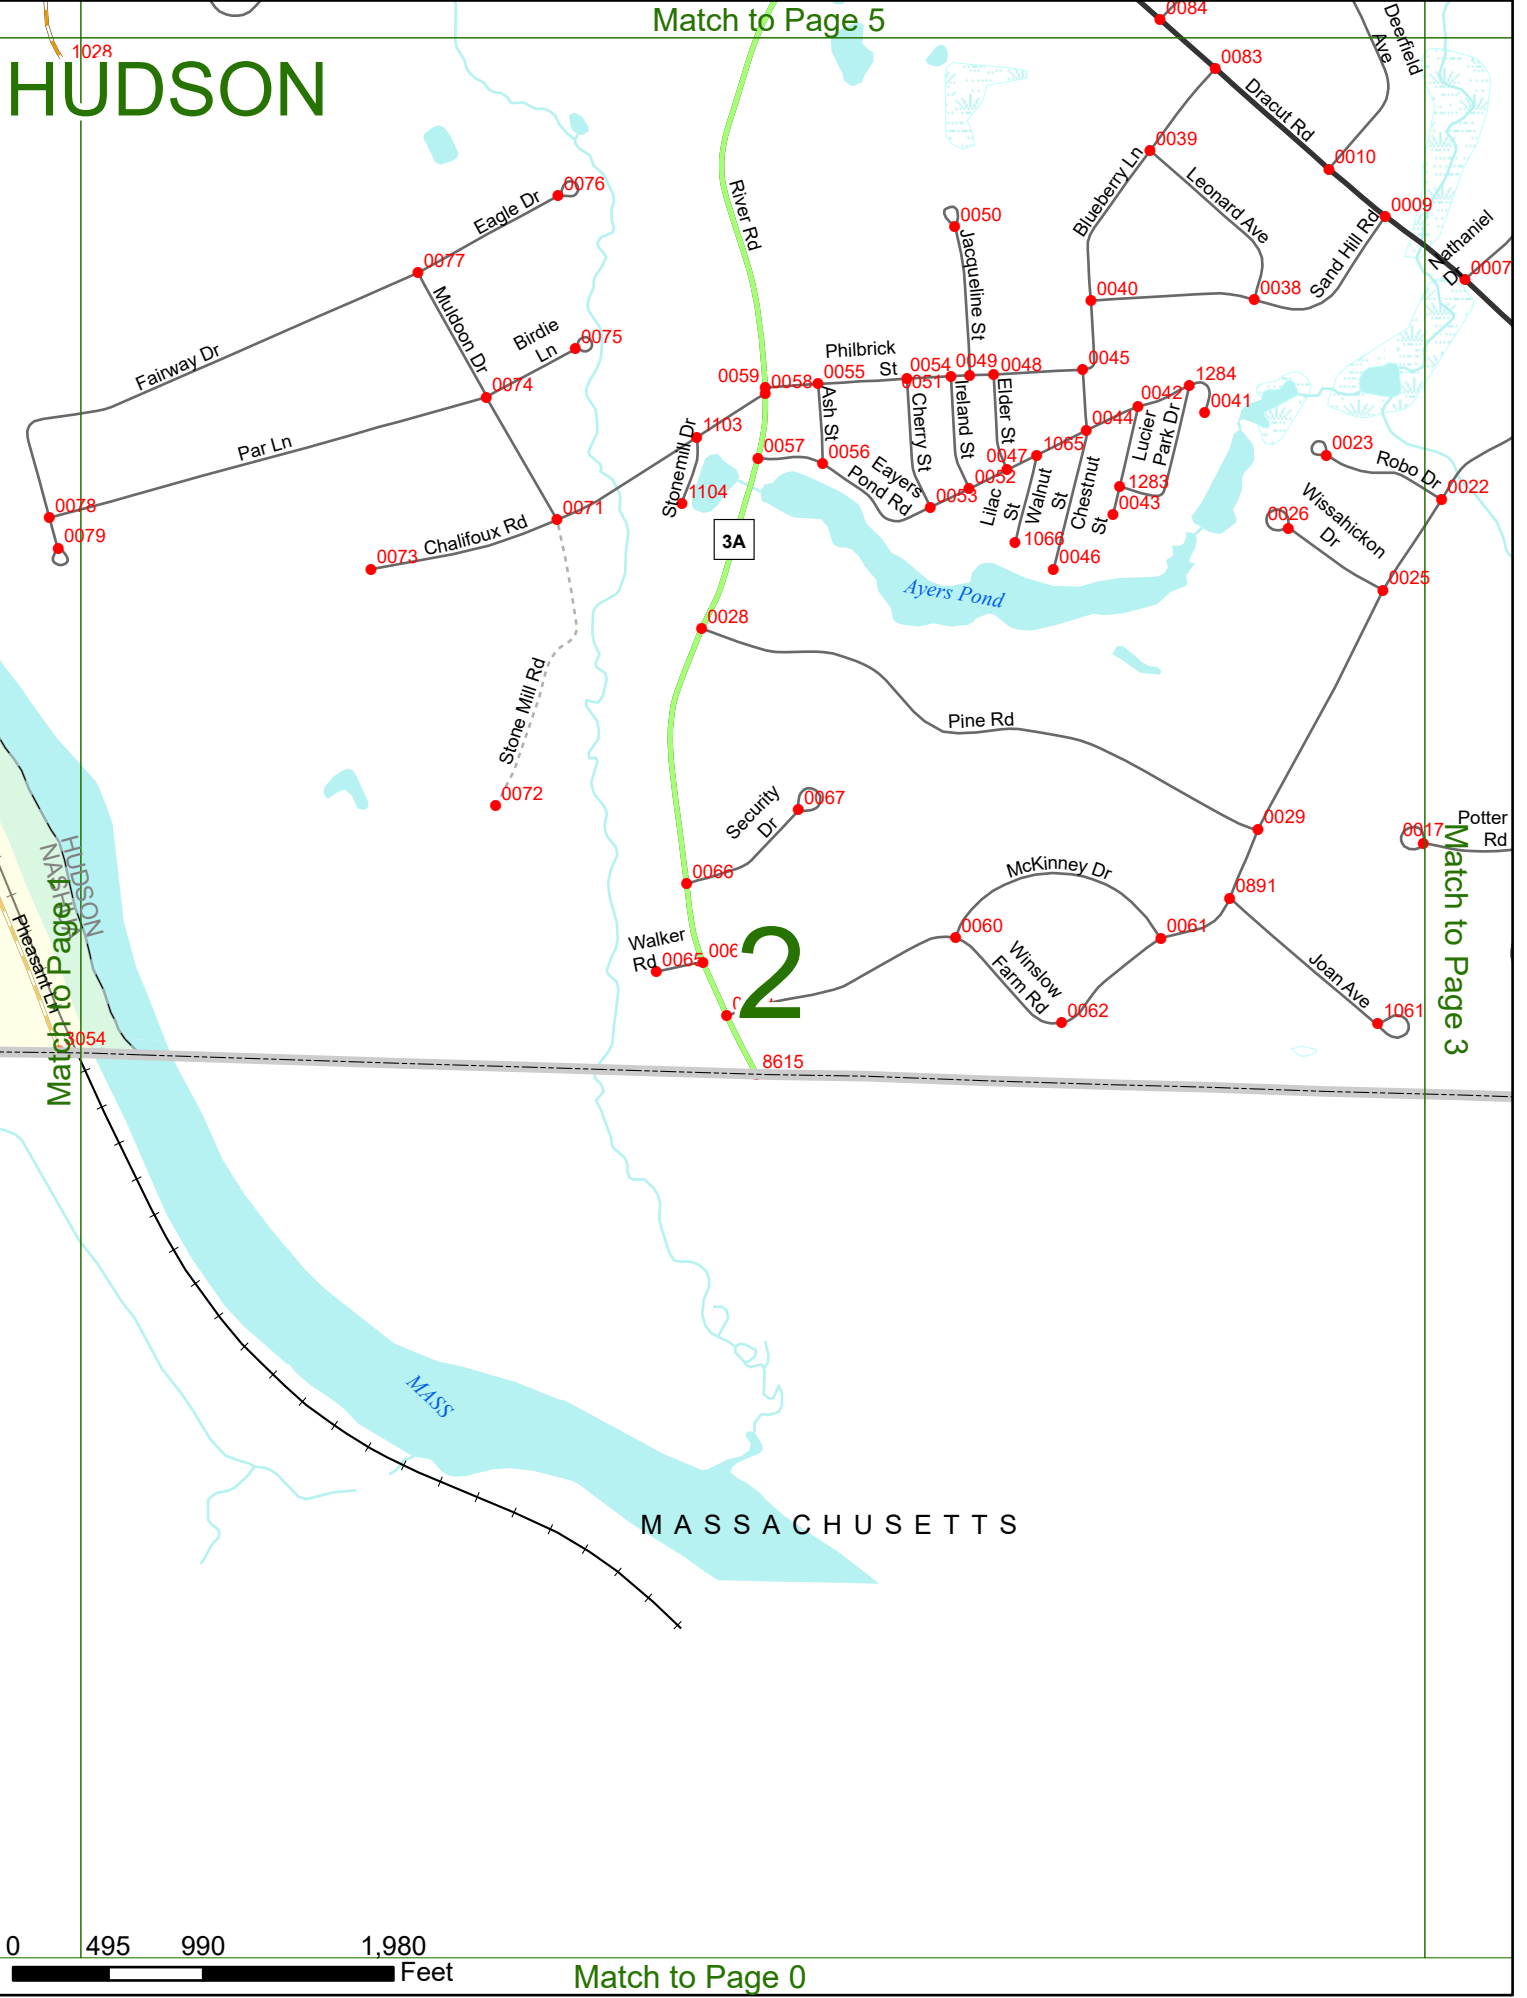 Match to Page 5
0084
Deerfield
Ave
1028
0083
HUDSON
Dracut Rd
0039
0010
Blueberry Ln
Leonard Ave
0076
Eagle Dr
River Rd
0050
0009
Sand Hill Rd
Nathaniel
Dr
0007
0077
Jacqueline St
0040
0038
Muldoon Dr
Birdie
Ln
0075
Fairway Dr
Philbrick
St
0054
0049
0048
0045
0059
0058
0055
0051
1284
0074
Ash St
Cherry St
Ireland St
Elder St
0042
0041
Lucier
Park Dr
0044
1103
Stonemill Dr
Par Ln
0057
0056
0047
1065
0023
Robo Dr
Eayers
Pond Rd
0052
0053
Lilac
St
Walnut
St
Chestnut
St
1283
0043
0022
1104
0078
0071
Wissahickon
Dr
0026
0079
Chalifoux Rd
0073
3A
1066
0046
0025
Ayers Pond
0028
Stone Mill Rd
Pine Rd
0072
Security
Dr
0067
0029
Potter
Rd
0017
HUDSON
NASHUA
0066
McKinney Dr
0891
Match to Page 1
Match to Page 3
Pheasant Ln
Walker
Rd
0065
2
0060
0061
Winslow
Farm Rd
Joan Ave
0062
1061
3054
8615
MASS
MASSACHUSETTS
0 495 990 1,980
Feet
Match to Page 0